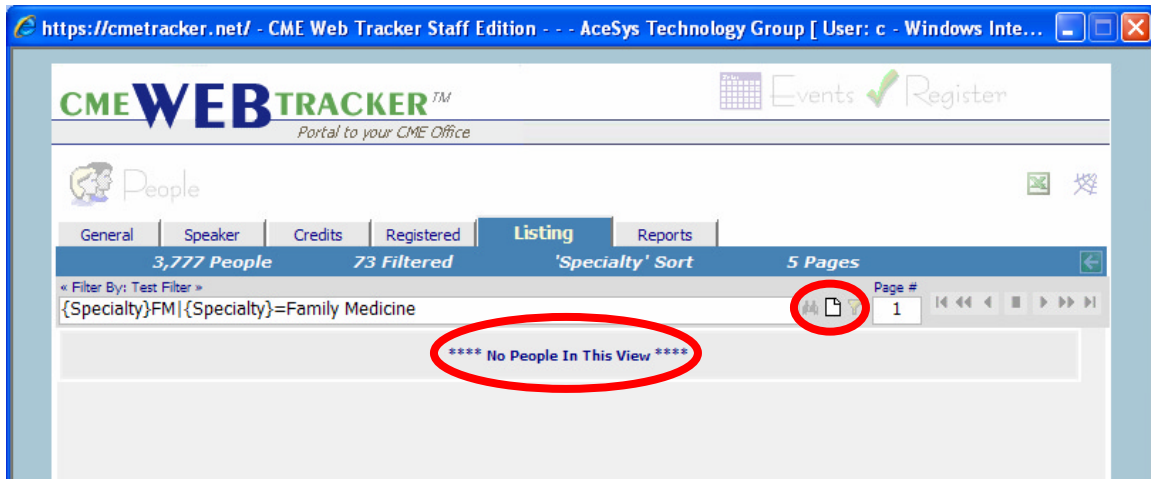 https://cmetracker.net/ - CME Web Tracker Staff Edition - - - AceSys Technology Group [ User: c - Windows Inte...
CMEWEBTRACKER™ Events Register
Portal to your CME Office
People
General Speaker Credits Registered Listing Reports
3,777 People 73 Filtered 'Specialty' Sort 5 Pages
« Filter By: Test Filter » Page #
{Specialty}FM|{Specialty}=Family Medicine 1
**** No People In This View ****